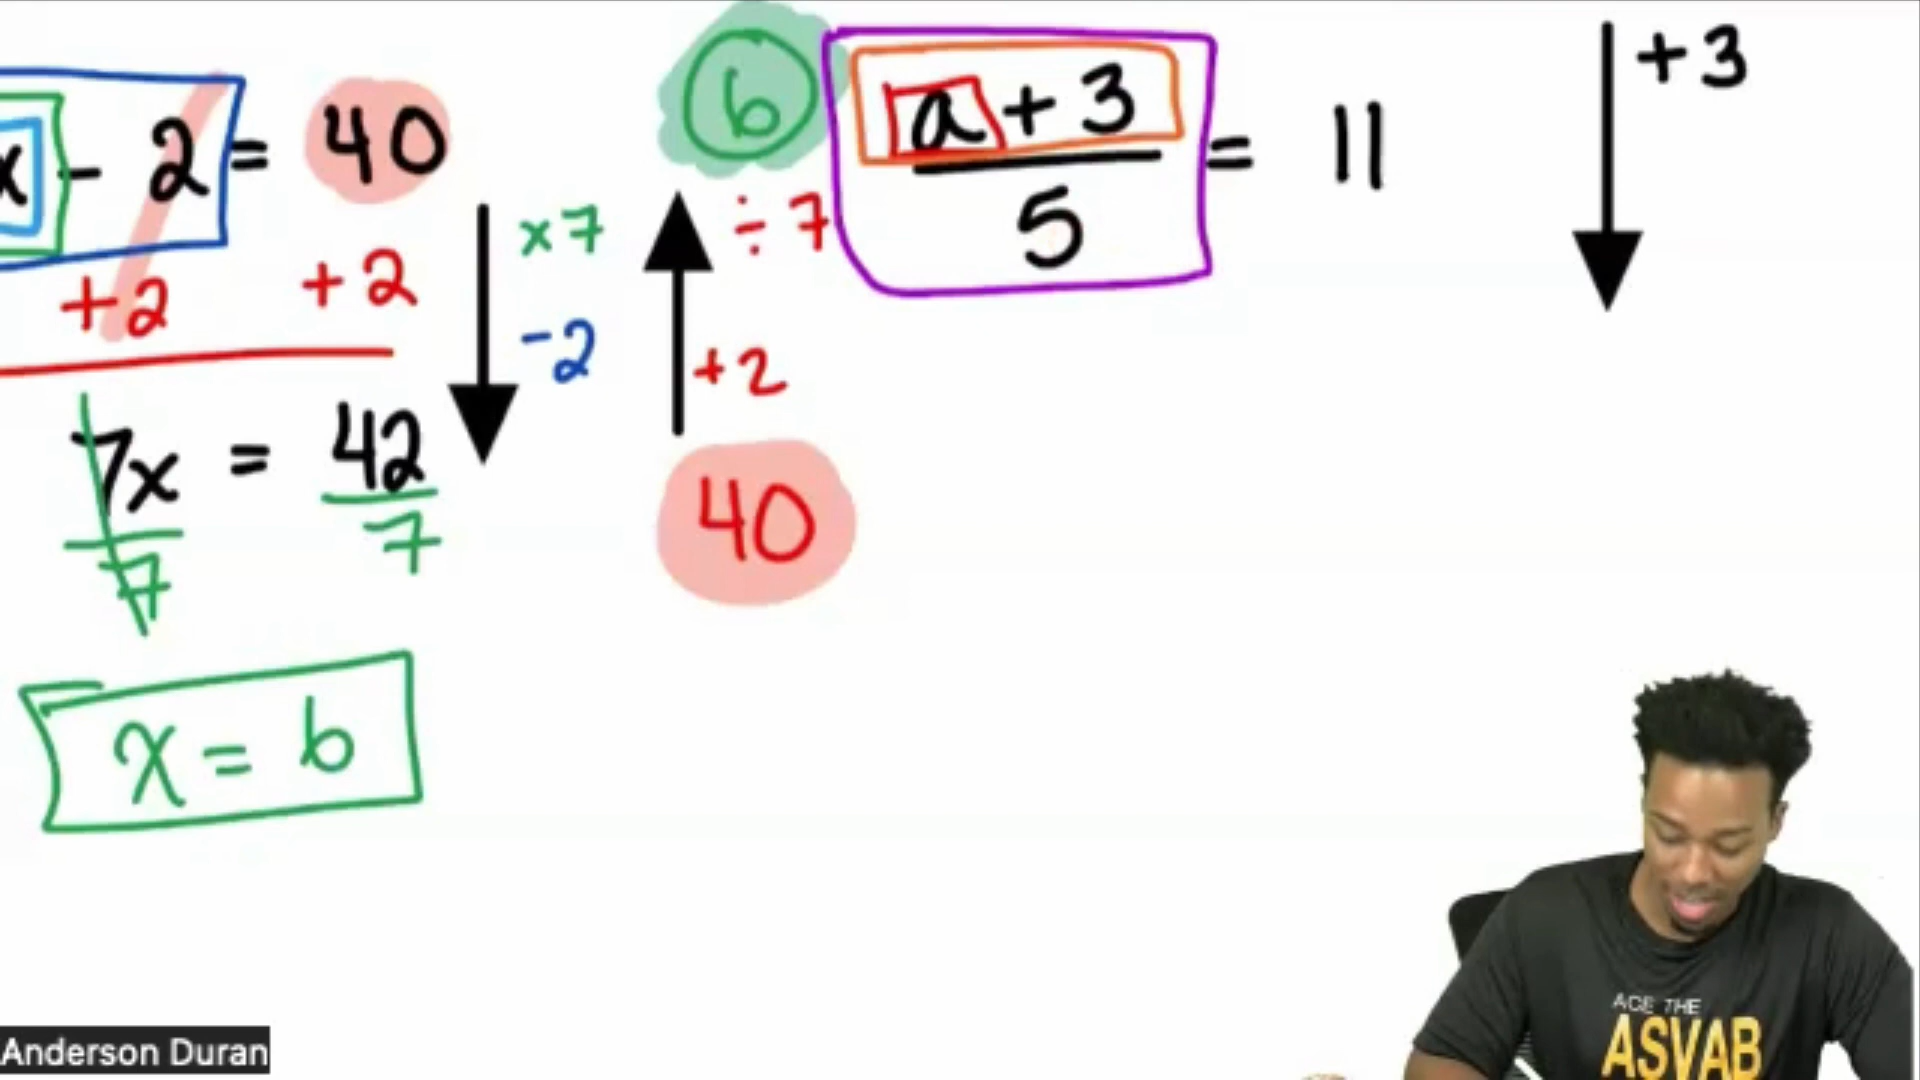 x - 2 = 40
+2 +2
7x = 42
7 7
x = 6
x7
-2
6
÷ 7
+ 2
40
a + 3
5
= 11
+ 3
ACE THE
ASVAB
Anderson Duran